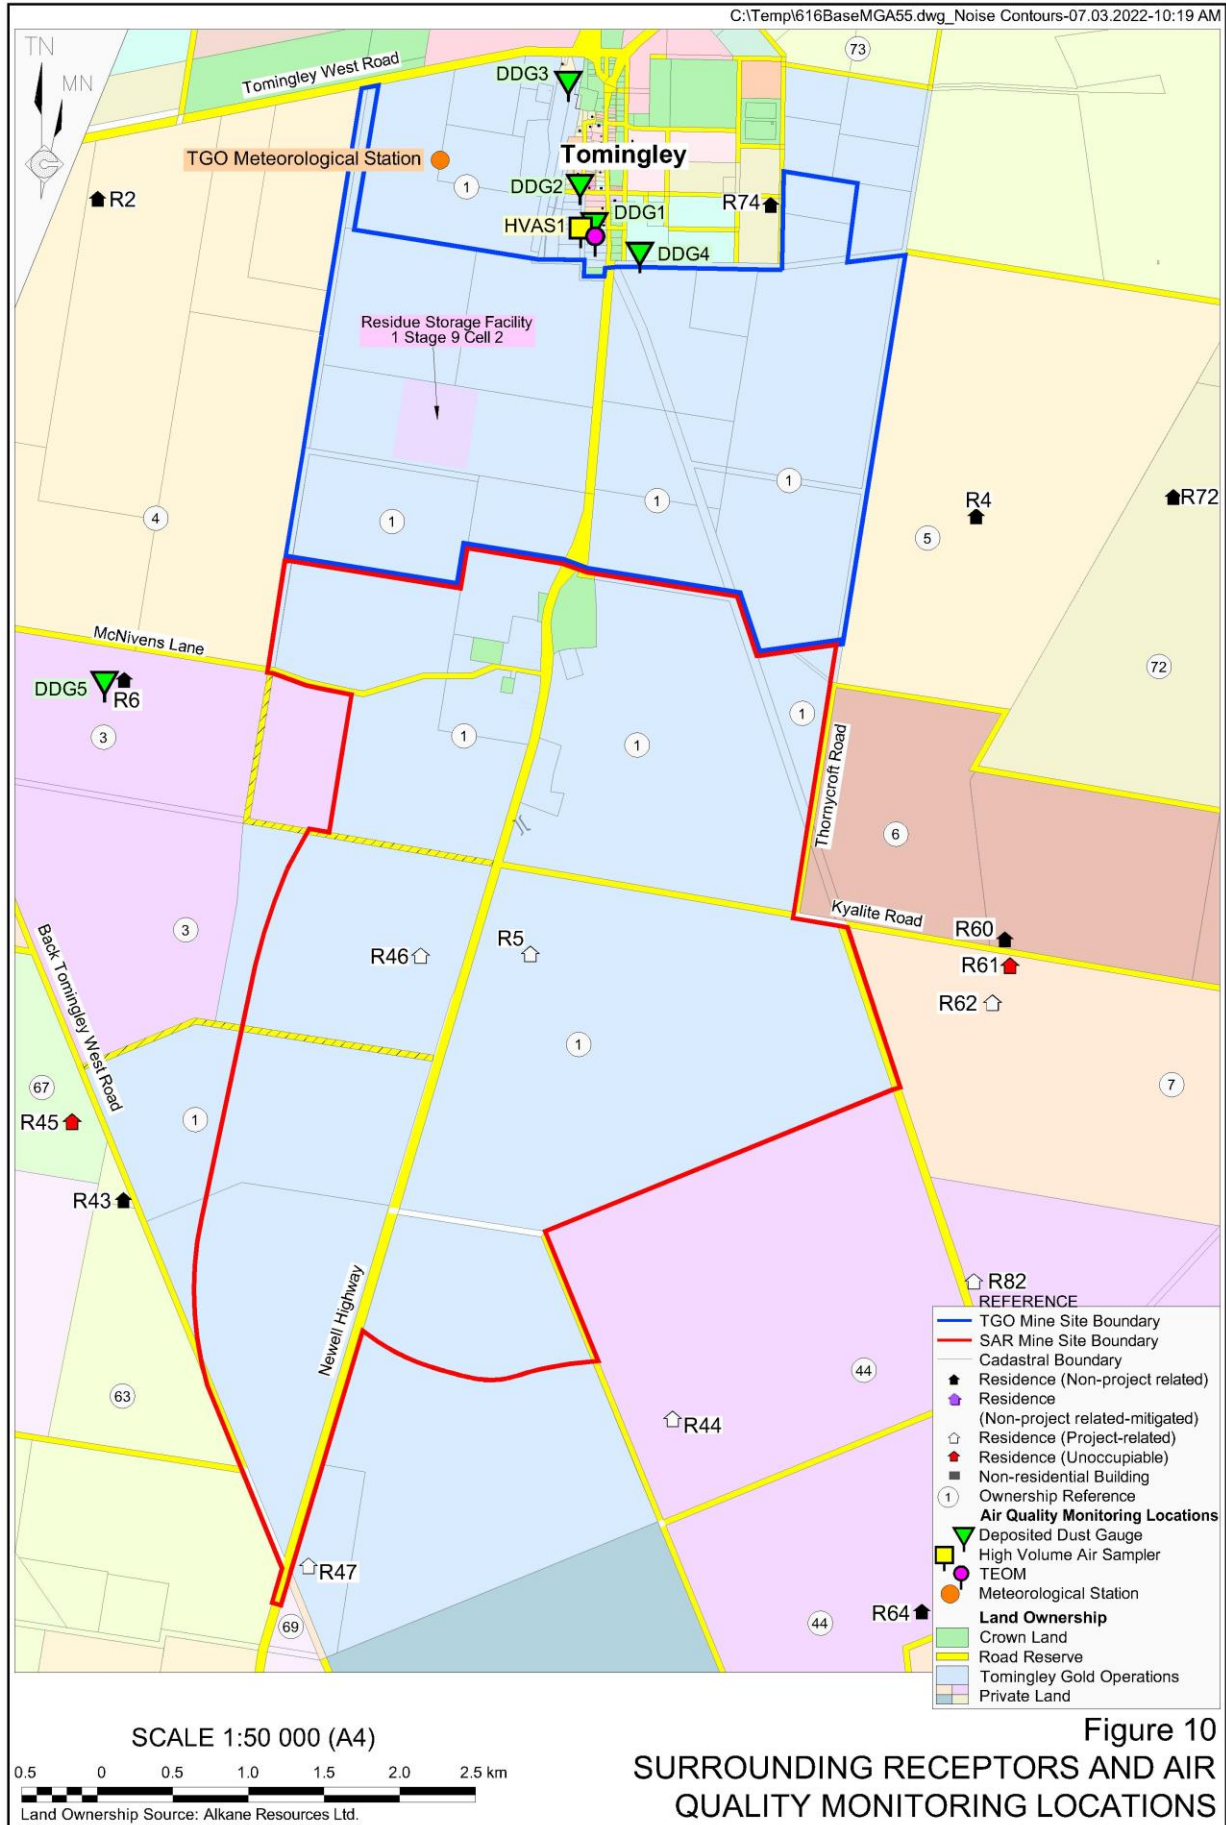 C:\Temp\616BaseMGA55.dwg_Noise Contours-07.03.2022-10:19 AM
TN
MN
Tomingley West Road
73
DDG3
TGO Meteorological Station
Tomingley
1
DDG2
R2
R74
DDG1
HVAS1
DDG4
Residue Storage Facility
1 Stage 9 Cell 2
1
1
R4
R72
4
1
5
McNivens Lane
72
DDG5
R6
3
1
1
1
Thornycroft Road
6
Kyalite Road
3
R60
Back Tomingley West Road
R46
R5
R61
R62
1
67
7
R45
1
R43
R82
Newell Highway
44
63
R44
R47
69
R64
44
REFERENCE
TGO Mine Site Boundary
SAR Mine Site Boundary
Cadastral Boundary
Residence (Non-project related)
Residence
(Non-project related-mitigated)
Residence (Project-related)
Residence (Unoccupiable)
Non-residential Building
1 Ownership Reference
Air Quality Monitoring Locations
Deposited Dust Gauge
High Volume Air Sampler
TEOM
Meteorological Station
Land Ownership
Crown Land
Road Reserve
Tomingley Gold Operations
Private Land
SCALE 1:50 000 (A4)
0.5 0 0.5 1.0 1.5 2.0 2.5 km
Land Ownership Source: Alkane Resources Ltd.
Figure 10
SURROUNDING RECEPTORS AND AIR
QUALITY MONITORING LOCATIONS